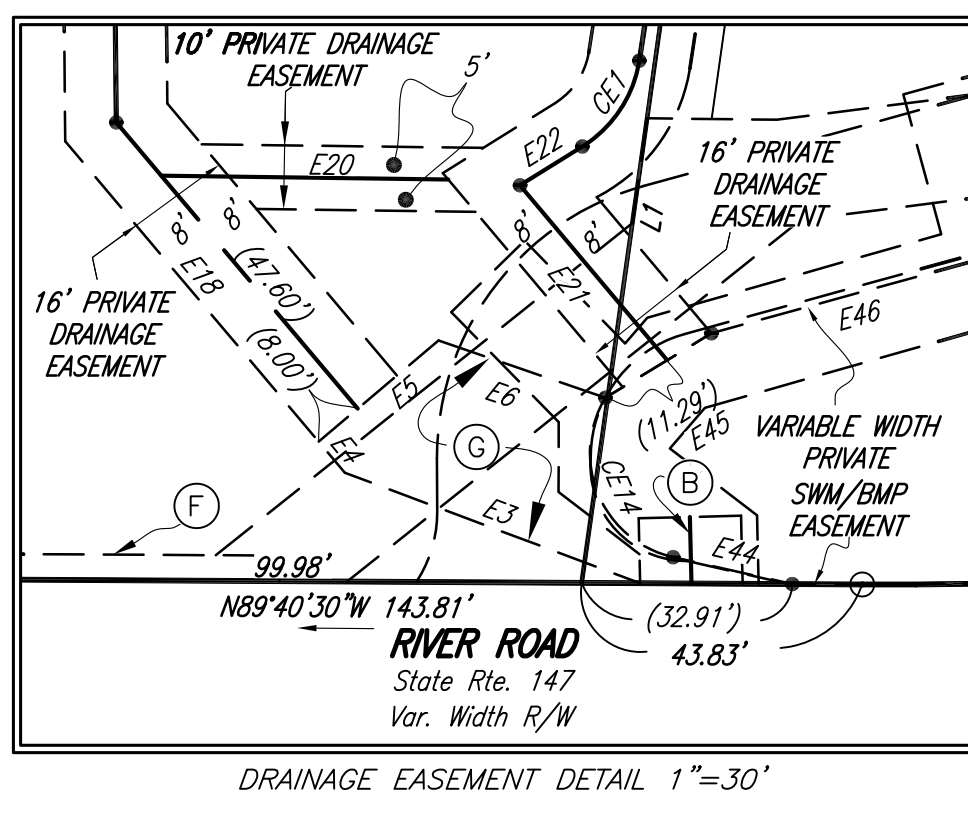 10' PRIVATE DRAINAGE
EASEMENT
5'
CE1
E22
E20
16' PRIVATE
DRAINAGE
EASEMENT
8'
8'
8'
8'
L1
E18
(47.60')
E21
16' PRIVATE
DRAINAGE
EASEMENT
(8.00')
E46
E5
E6
(11.29')
E45
VARIABLE WIDTH
PRIVATE
SWM/BMP
EASEMENT
E4
G
CE14
B
F
E3
E44
99.98'
N89°40'30"W 143.81'
(32.91')
43.83'
RIVER ROAD
State Rte. 147
Var. Width R/W
DRAINAGE EASEMENT DETAIL 1"=30'